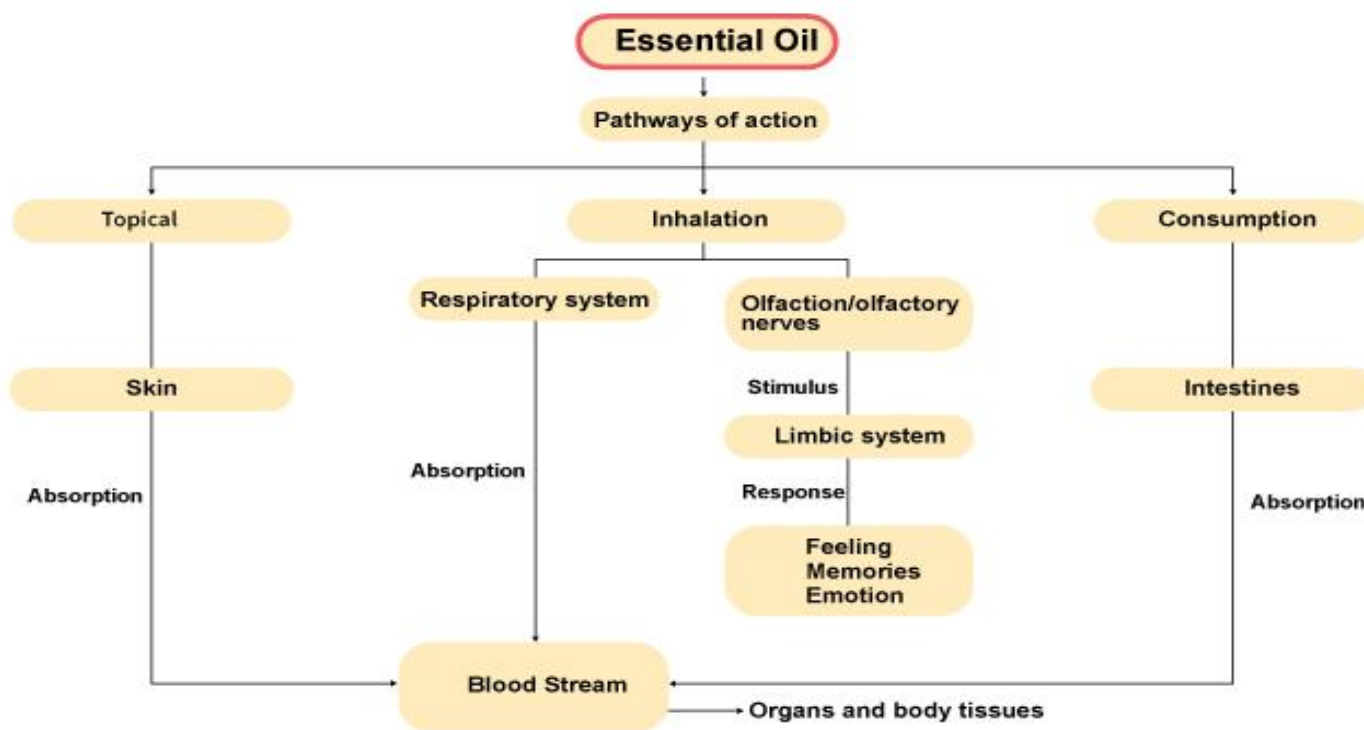 Essential Oil
Pathways of action
Topical
Inhalation
Consumption
Respiratory system
Olfaction/olfactory
nerves
Skin
Stimulus
Intestines
Limbic system
Absorption
Absorption
Response
Absorption
Feeling
Memories
Emotion
Blood Stream
Organs and body tissues